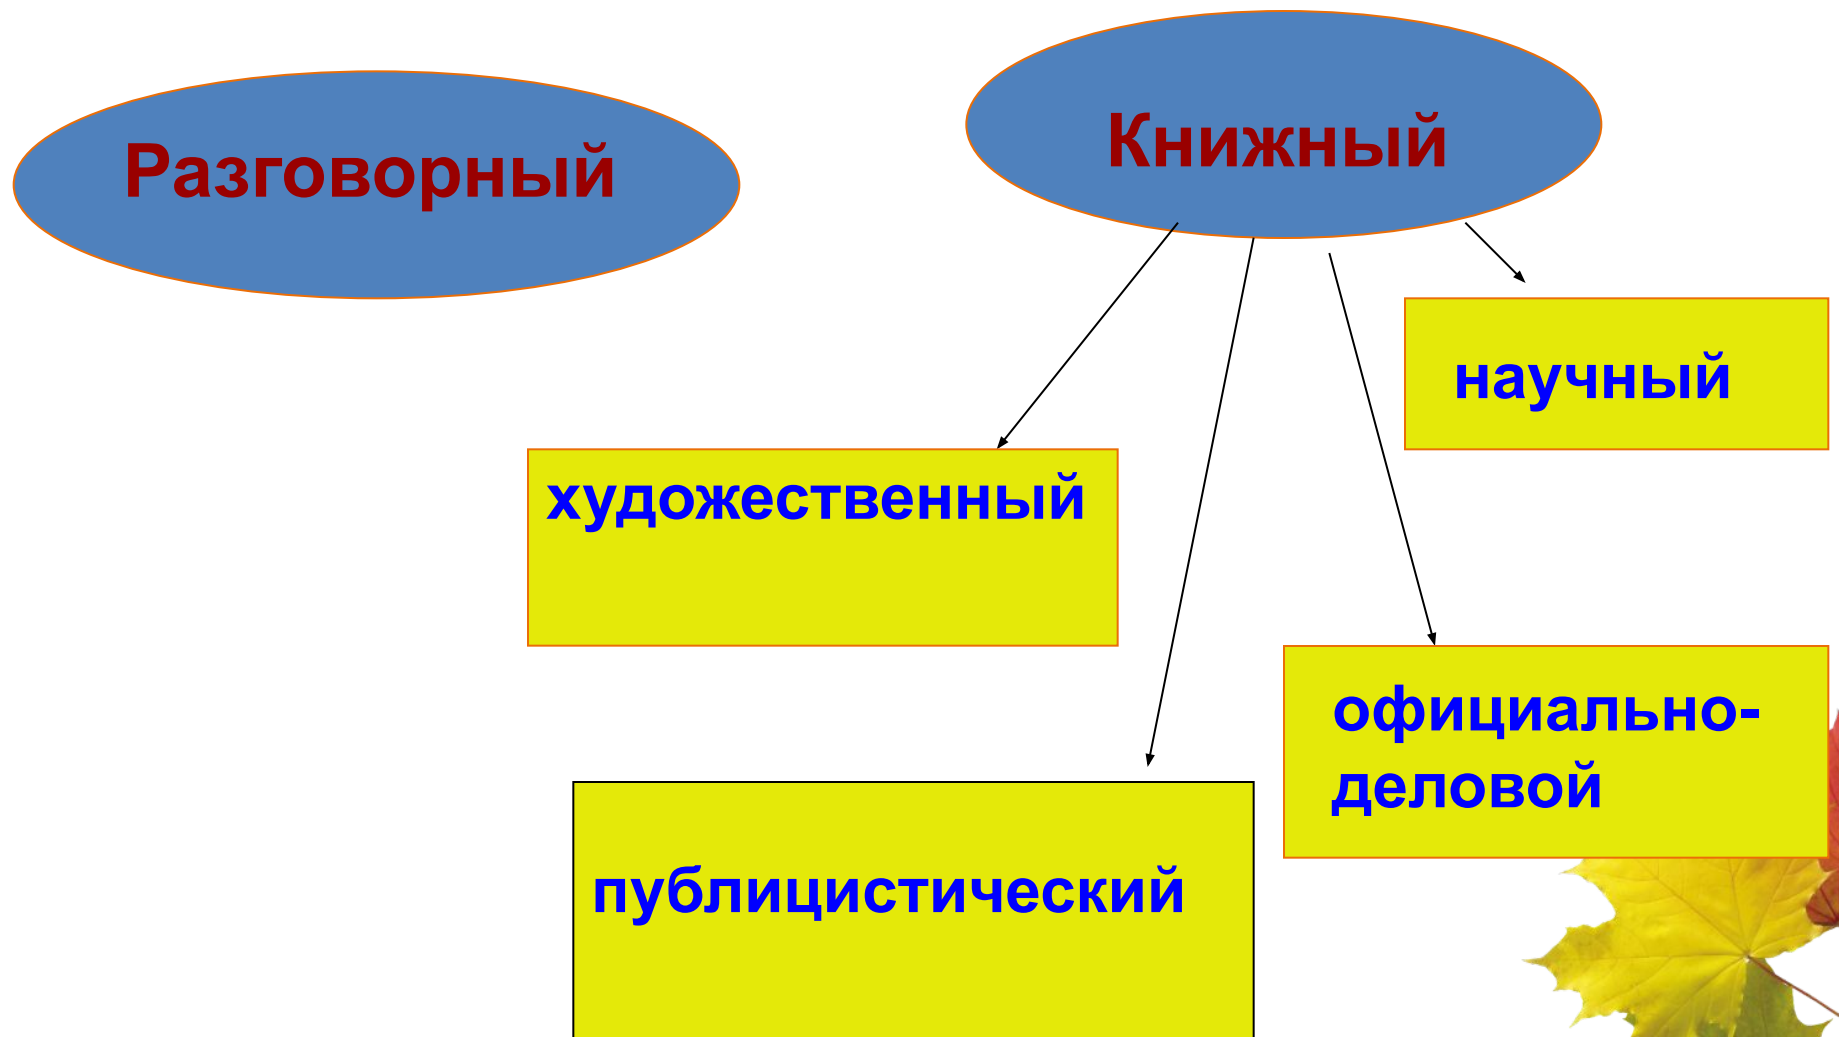 Разговорный
Книжный
научный
художественный
официально-
деловой
публицистический